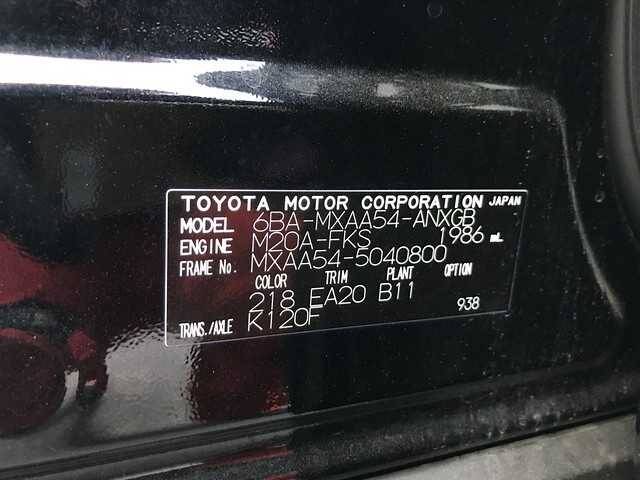 TOYOTA MOTOR CORPORATION JAPAN
MODEL 6BA-MXAA54-ANXGB
ENGINE M20A-FKS 1986 mL
FRAME No. MXAA54-5040800
COLOR TRIM PLANT OPTION
218 EA20 B11 938
TRANS./AXLE K120F